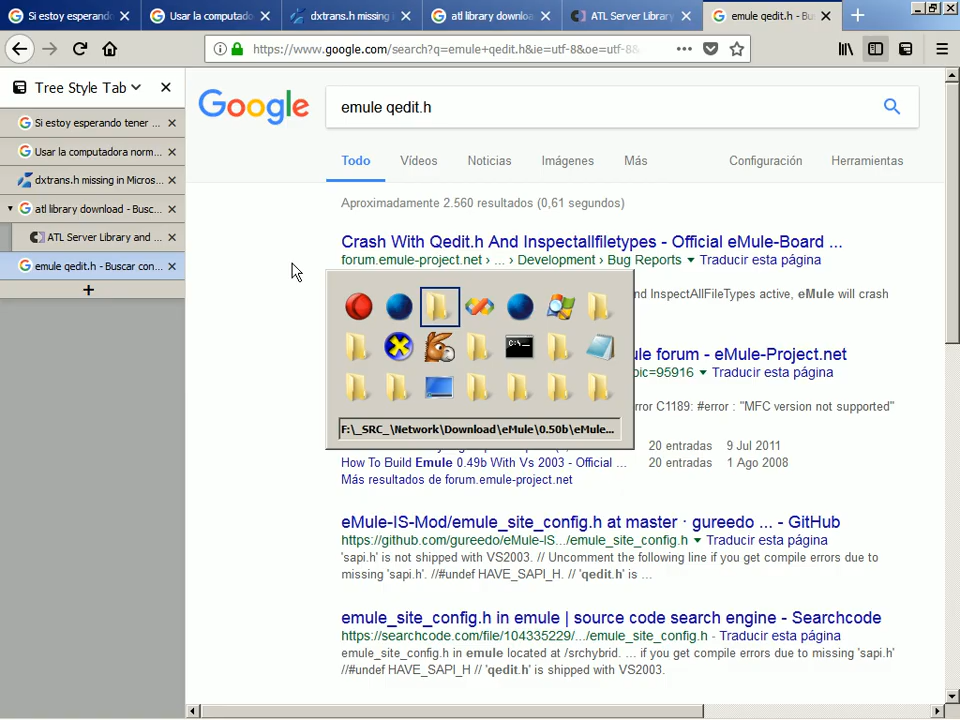 Si estoy esperando
Usar la computado
dxtrans.h missing in
atl library downloa
ATL Server Library
emule qedit.h - Bus
https://www.google.com/search?q=emule+qedit.h&ie=utf-8&oe=utf-8&
Tree Style Tab
Si estoy esperando tener ...
Usar la computadora norm...
dxtrans.h missing in Micros...
atl library download - Busc...
ATL Server Library and ...
emule qedit.h - Buscar con...
Google
emule qedit.h
Todo Vídeos Noticias Imágenes Más Configuración Herramientas
Aproximadamente 2.560 resultados (0,61 segundos)
Crash With Qedit.h And Inspectallfiletypes - Official eMule-Board ...
forum.emule-project.net › ... › Development › Bug Reports ▼ Traducir esta página
nd InspectAllFileTypes active, eMule will crash
ule forum - eMule-Project.net
pic=95916 ▼ Traducir esta página
rror C1189: #error : "MFC version not supported"
C:\_
F:\_SRC_\Network\Download\eMule\0.50b\eMule...
20 entradas 9 Jul 2011
How To Build Emule 0.49b With Vs 2003 - Official ... 20 entradas 1 Ago 2008
Más resultados de forum.emule-project.net
eMule-IS-Mod/emule_site_config.h at master · gureedo ... - GitHub
https://github.com/gureedo/eMule-IS.../emule_site_config.h ▼ Traducir esta página
'sapi.h' is not shipped with VS2003. // Uncomment the following line if you get compile errors due to
missing 'sapi.h'. //#undef HAVE_SAPI_H. // 'qedit.h' is ...
emule_site_config.h in emule | source code search engine - Searchcode
https://searchcode.com/file/104335229/.../emule_site_config.h - Traducir esta página
emule_site_config.h in emule located at /srchybrid. ... if you get compile errors due to missing 'sapi.h'
//#undef HAVE_SAPI_H // 'qedit.h' is shipped with VS2003.